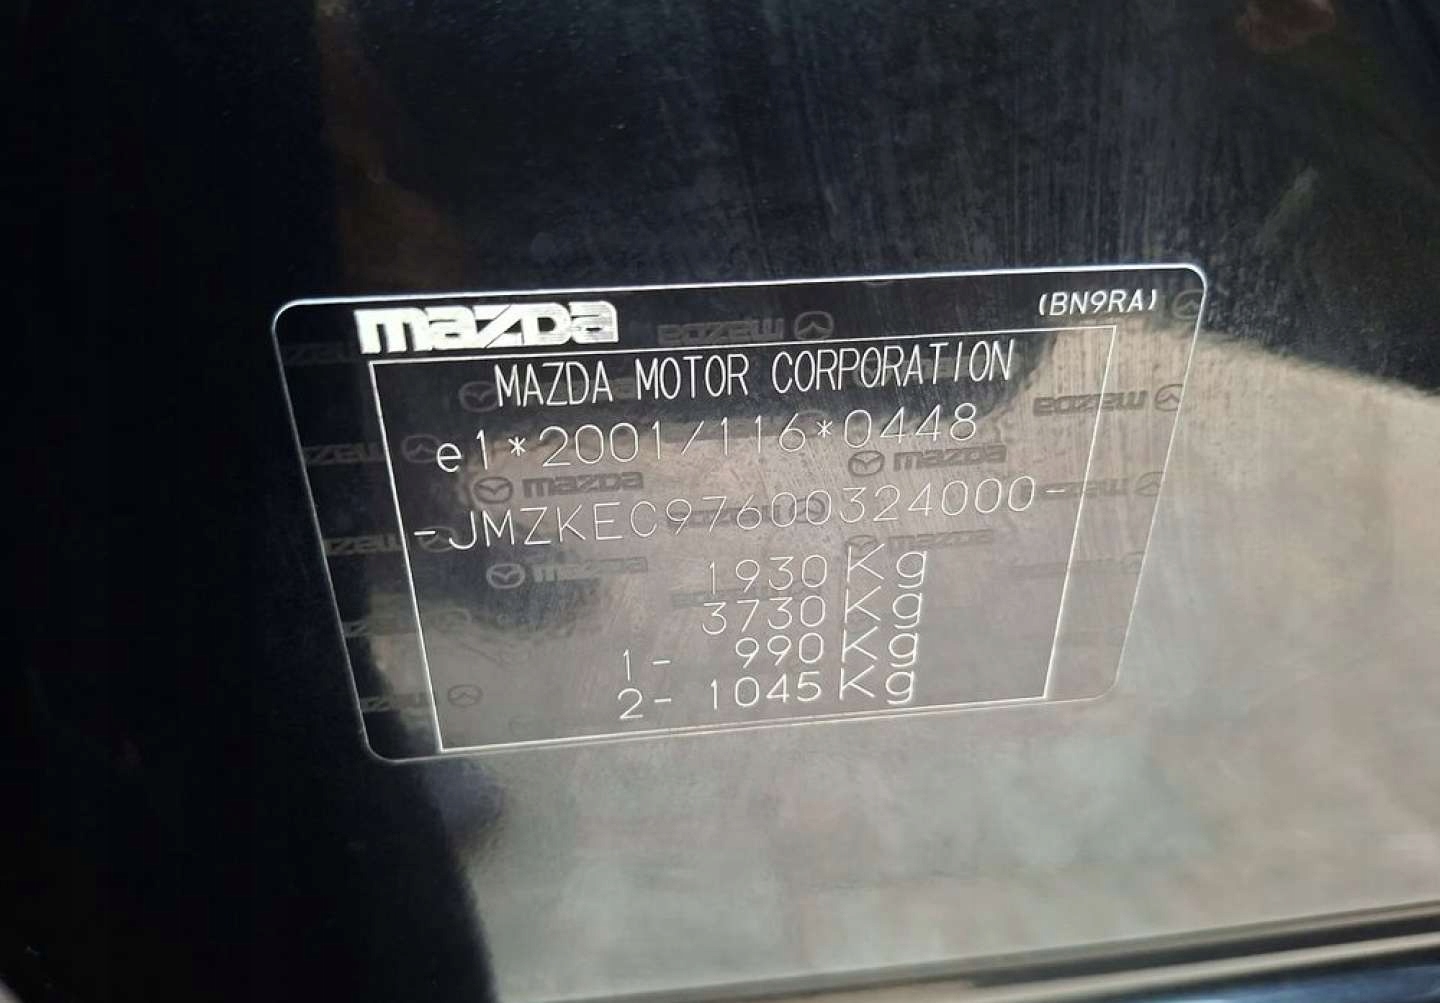 mazda (BN9RA)
MAZDA MOTOR CORPORATION
e1*2001/116*0448
-JMZKEC97600324000-
1930 Kg
3730 Kg
1- 990 Kg
2- 1045 Kg